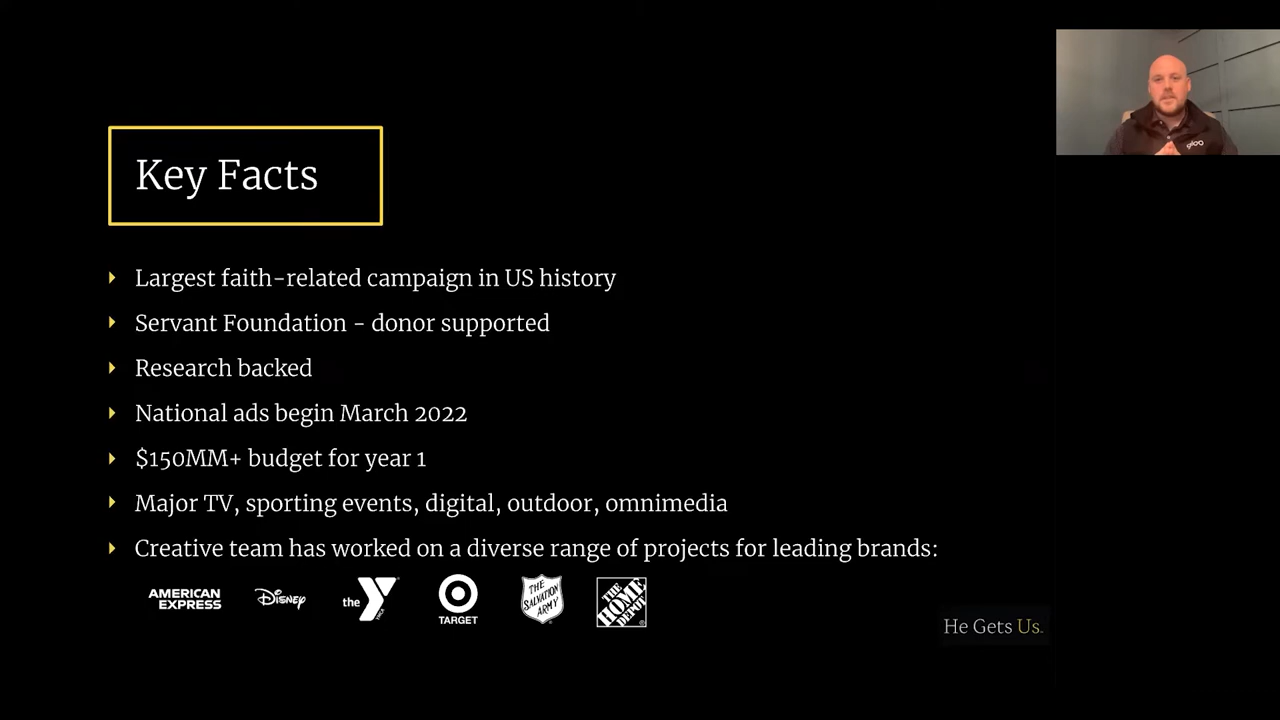 Key Facts
Largest faith-related campaign in US history
Servant Foundation - donor supported
Research backed
National ads begin March 2022
$150MM+ budget for year 1
Major TV, sporting events, digital, outdoor, omnimedia
Creative team has worked on a diverse range of projects for leading brands:
AMERICAN
EXPRESS
Disney
the Y
YMCA
TARGET
THE
SALVATION
ARMY
THE
HOME
DEPOT
He Gets Us.
gloo